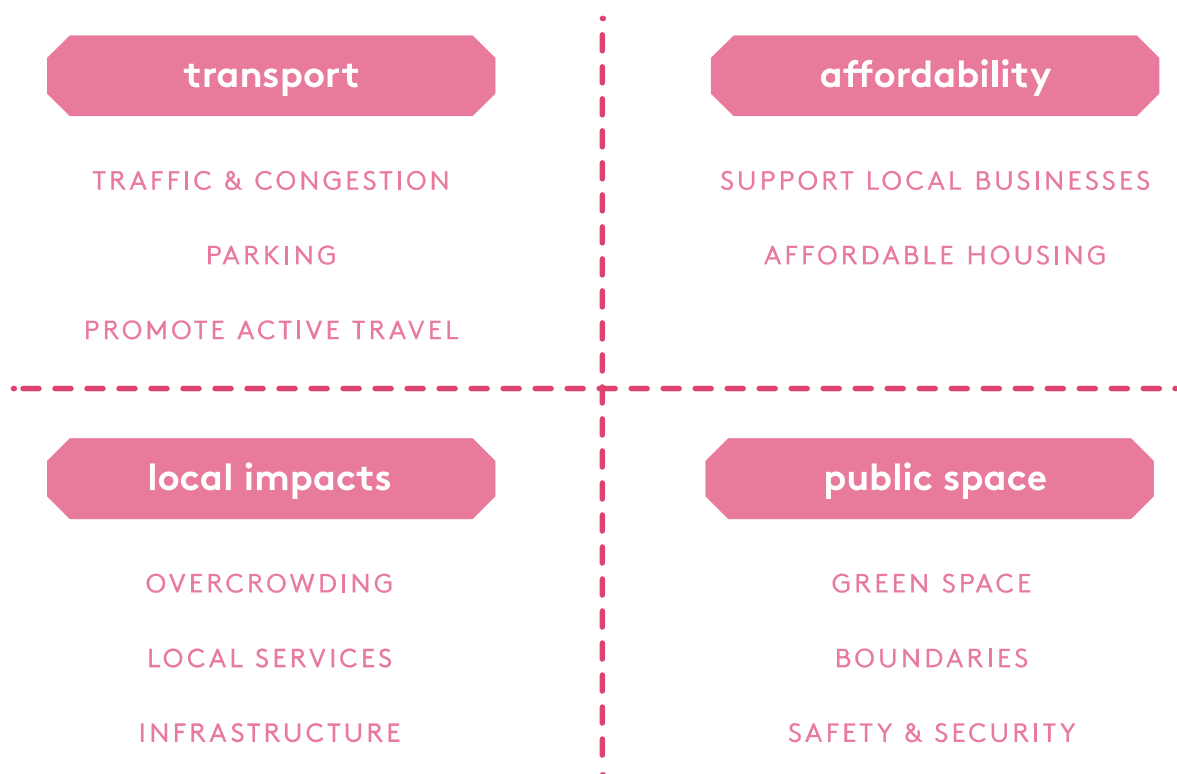 transport
TRAFFIC & CONGESTION
PARKING
PROMOTE ACTIVE TRAVEL
affordability
SUPPORT LOCAL BUSINESSES
AFFORDABLE HOUSING
local impacts
OVERCROWDING
LOCAL SERVICES
INFRASTRUCTURE
public space
GREEN SPACE
BOUNDARIES
SAFETY & SECURITY